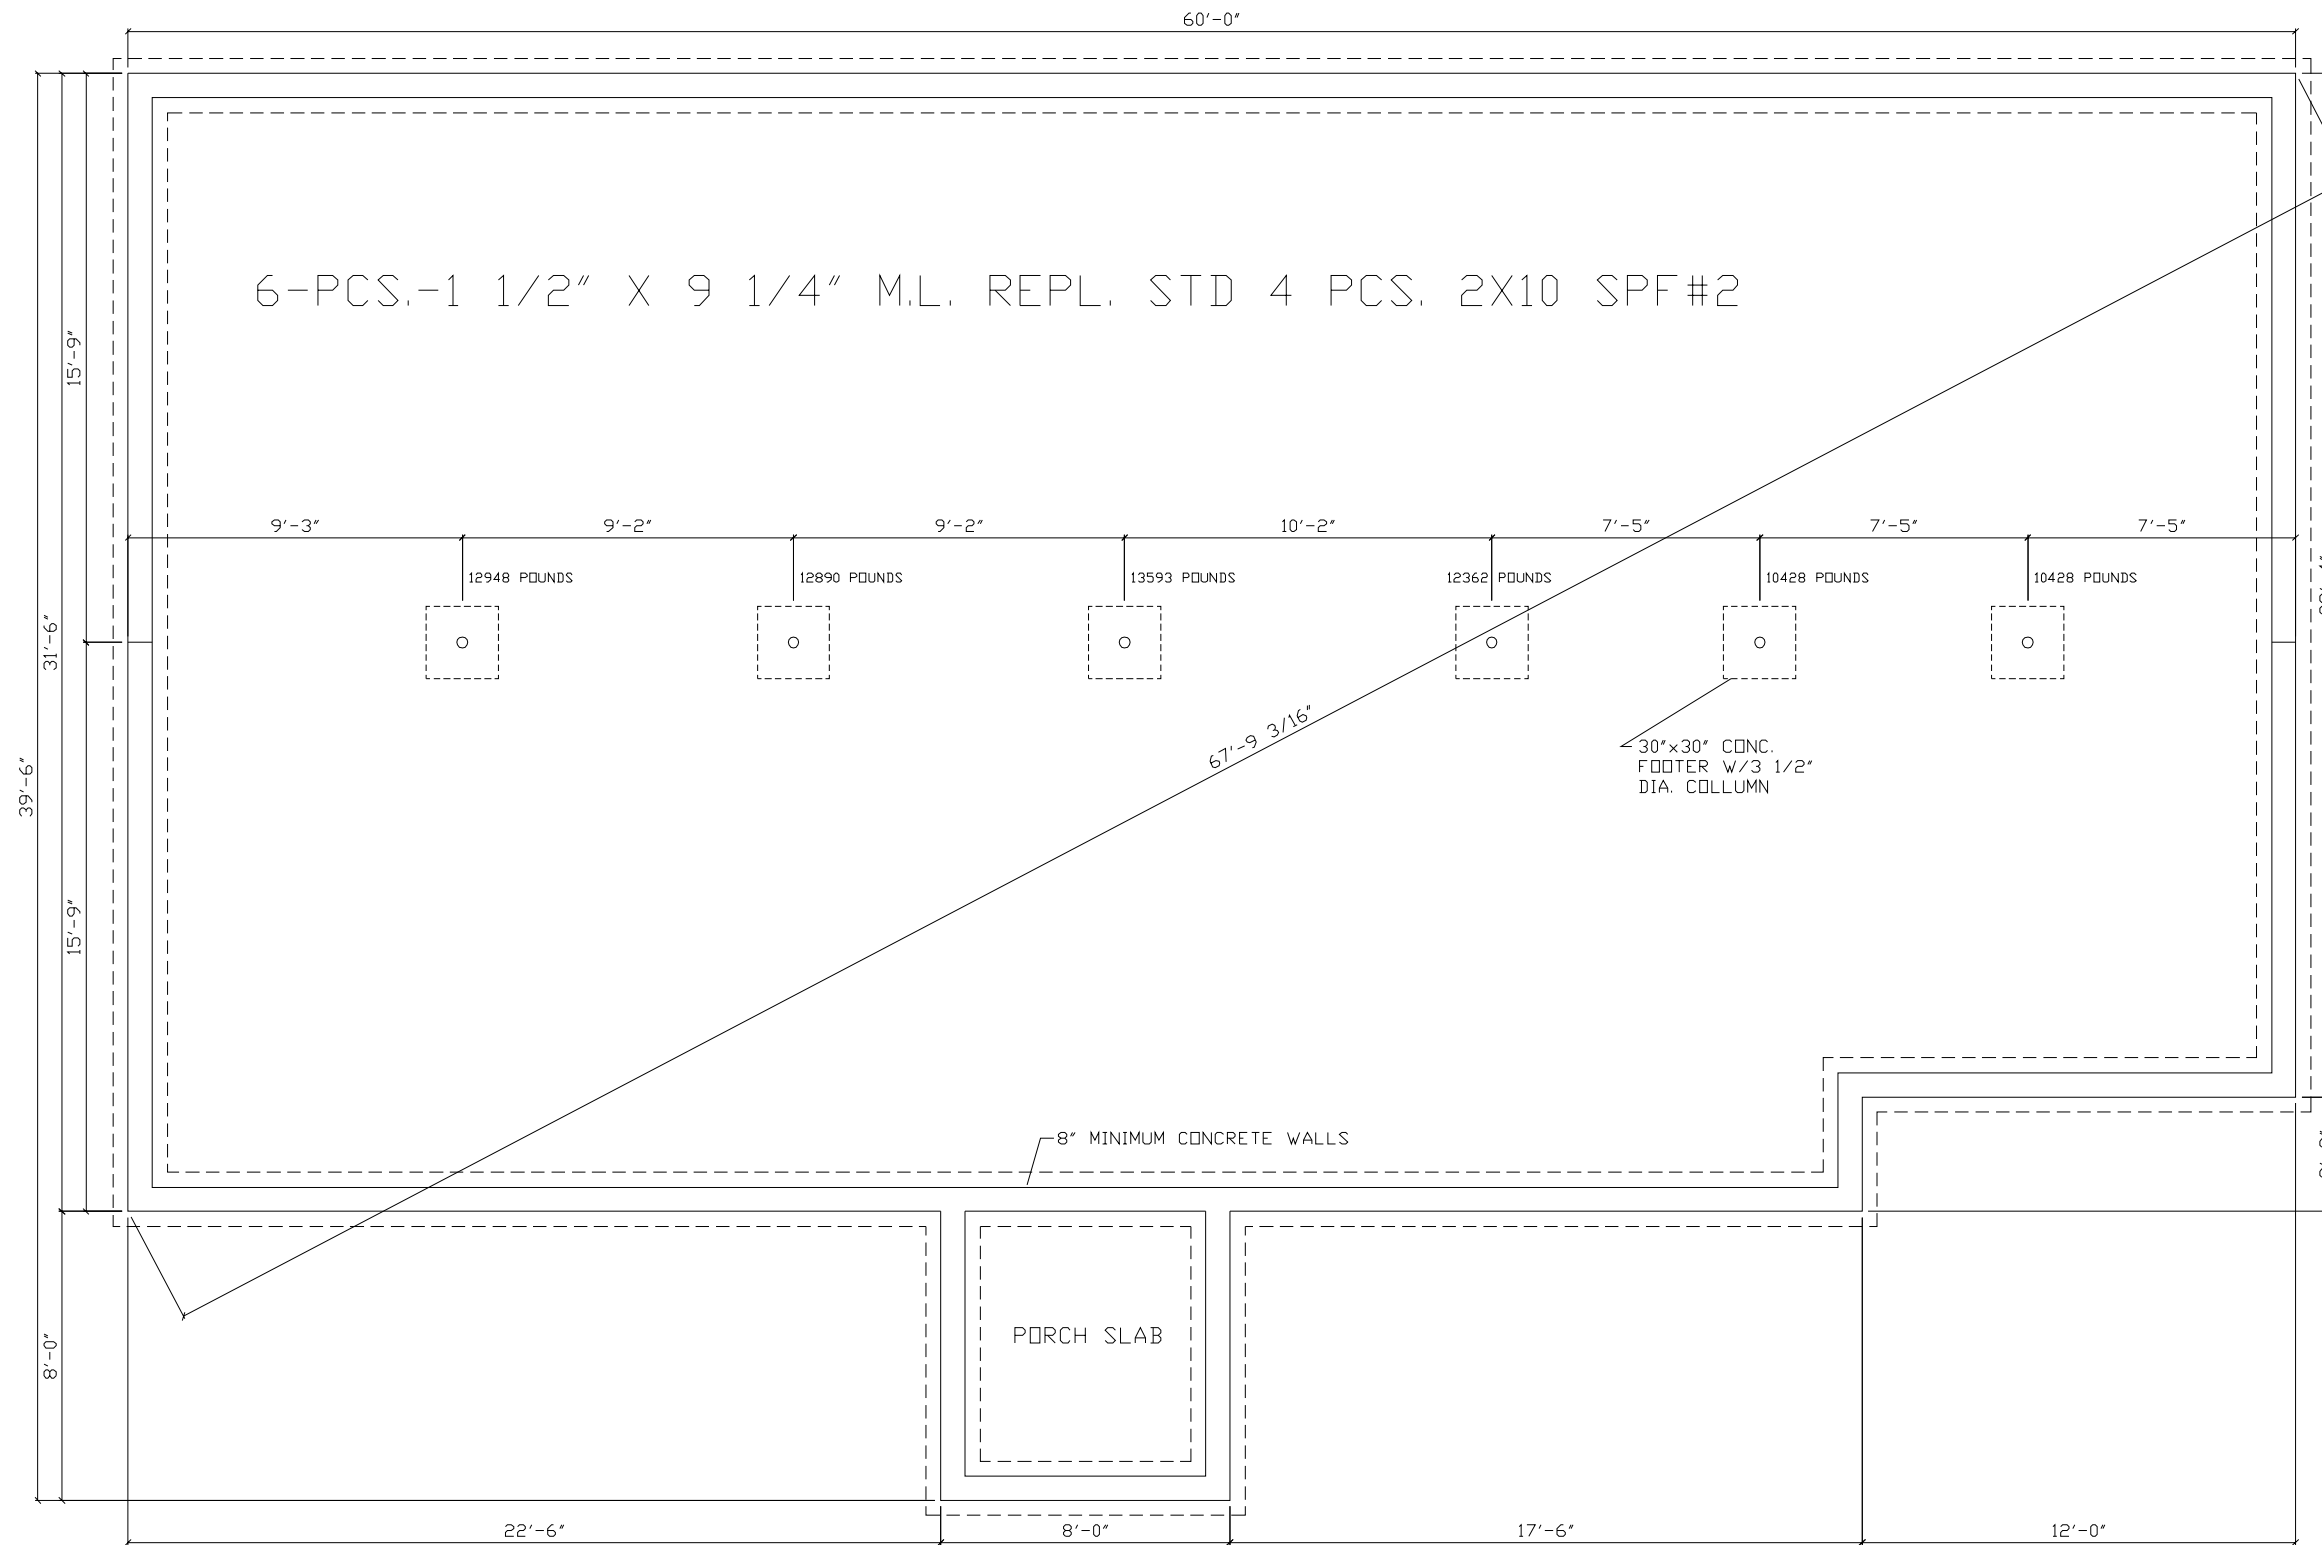 60'-0"
6-PCS.-1 1/2" X 9 1/4" M.L. REPL. STD 4 PCS. 2X10 SPF#2
15'-9"
9'-3"
9'-2"
9'-2"
10'-2"
7'-5"
7'-5"
7'-5"
12948 POUNDS
12890 POUNDS
13593 POUNDS
12362 POUNDS
10428 POUNDS
10428 POUNDS
31'-6"
39'-6"
67'-9 3/16"
30"x30" CONC.
FOOTER W/3 1/2"
DIA. COLLUMN
15'-9"
8" MINIMUM CONCRETE WALLS
PORCH SLAB
8'-0"
22'-6"
8'-0"
17'-6"
12'-0"